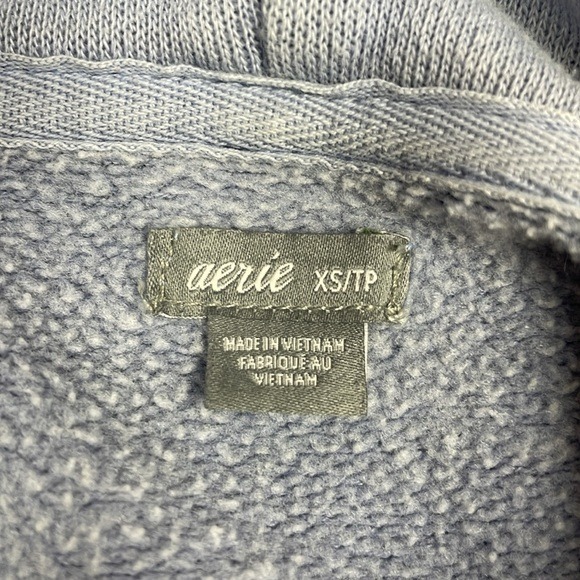 aerie XS/TP
MADE IN VIETNAM
FABRIQUÉ AU
VIETNAM